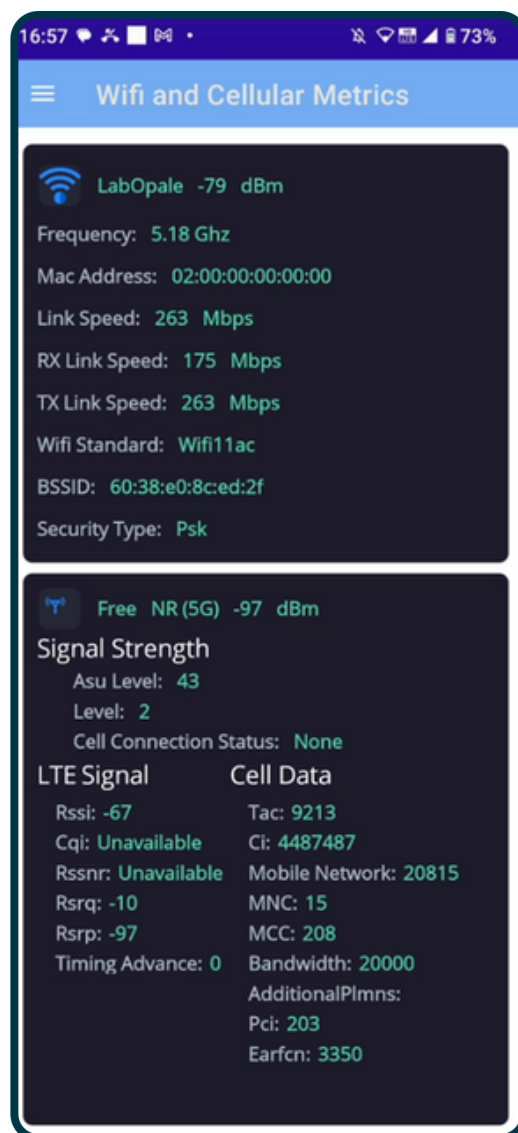 16:57 73%
Wifi and Cellular Metrics
LabOpale -79 dBm
Frequency: 5.18 Ghz
Mac Address: 02:00:00:00:00:00
Link Speed: 263 Mbps
RX Link Speed: 175 Mbps
TX Link Speed: 263 Mbps
Wifi Standard: Wifi11ac
BSSID: 60:38:e0:8c:ed:2f
Security Type: Psk
Free NR (5G) -97 dBm
Signal Strength
Asu Level: 43
Level: 2
Cell Connection Status: None
LTE Signal
Rssi: -67
Cqi: Unavailable
Rssnr: Unavailable
Rsrq: -10
Rsrp: -97
Timing Advance: 0
Cell Data
Tac: 9213
Ci: 4487487
Mobile Network: 20815
MNC: 15
MCC: 208
Bandwidth: 20000
AdditionalPlmns:
Pci: 203
Earfcn: 3350